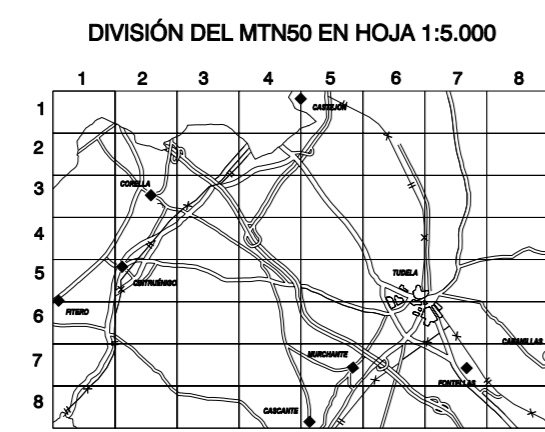 DIVISIÓN DEL MTN50 EN HOJA 1:5.000
1 2 3 4 5 6 7 8
1
CASTEJÓN
2
3
CORELLA
4
5
TUDELA
CINTRUÉNIGO
FITERO
6
CABANILLAS
7
MURCHANTE
FONTELLAS
8
CASCANTE